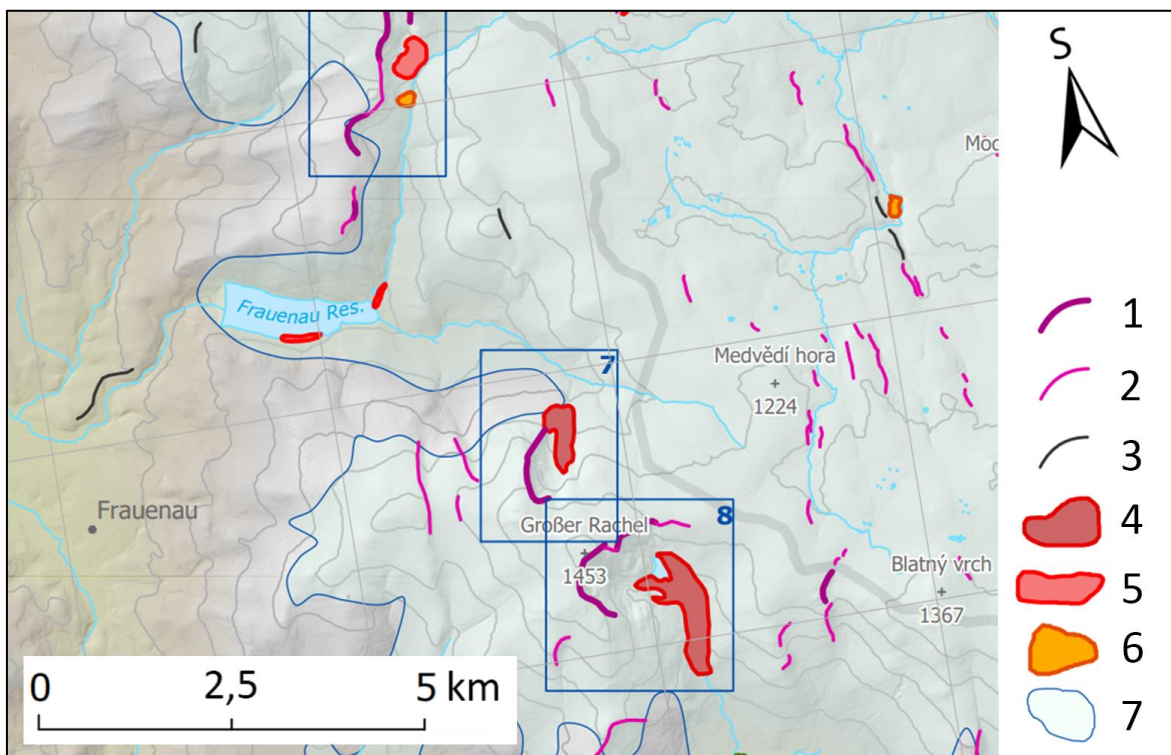 S
Moc
Frauenau Res.
7
Medvědí hora
1224
Frauenau
Großer Rachel
1453
8
Blatný vrch
1367
0
2,5
5 km
1
2
3
4
5
6
7